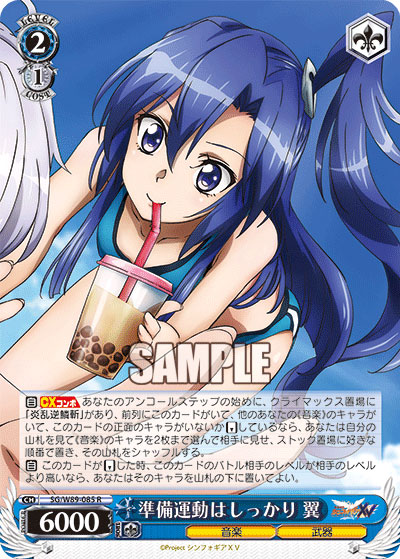 LEVEL
2
1
COST
SAMPLE
CXコンボ あなたのアンコールステップの始めに、クライマックス置場に
「炎乱逆鱗斬」があり、前列にこのカードがいて、他のあなたの《音楽》のキャラが
いて、このカードの正面のキャラがいないか しているなら、あなたは自分の
山札を見て《音楽》のキャラを2枚まで選んで相手に見せ、ストック置場に好きな
順番で置き、その山札をシャッフルする。
このカードが した時、このカードのバトル相手のレベルが相手のレベル
より高いなら、あなたはそのキャラを山札の下に置いてよい。
CH SG/W89-085 R
6000
準備運動はしっかり 翼
音楽
武器
©Project シンフォギアXV